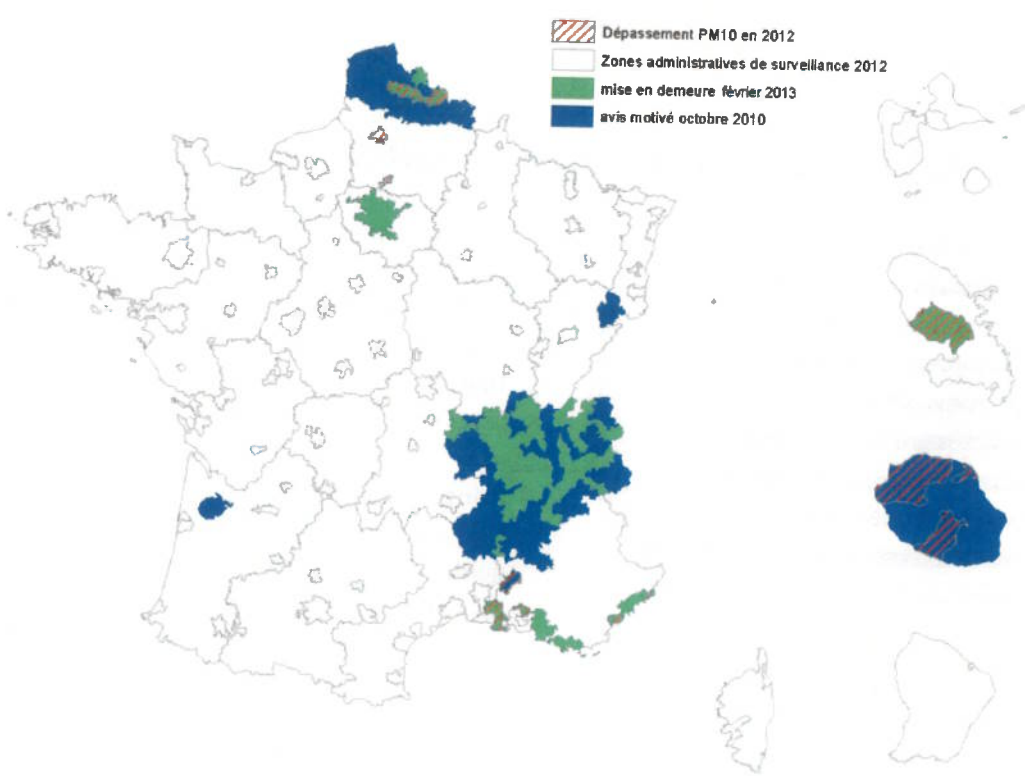 Dépassement PM10 en 2012
Zones administratives de surveillance 2012
mise en demeure février 2013
avis motivé octobre 2010